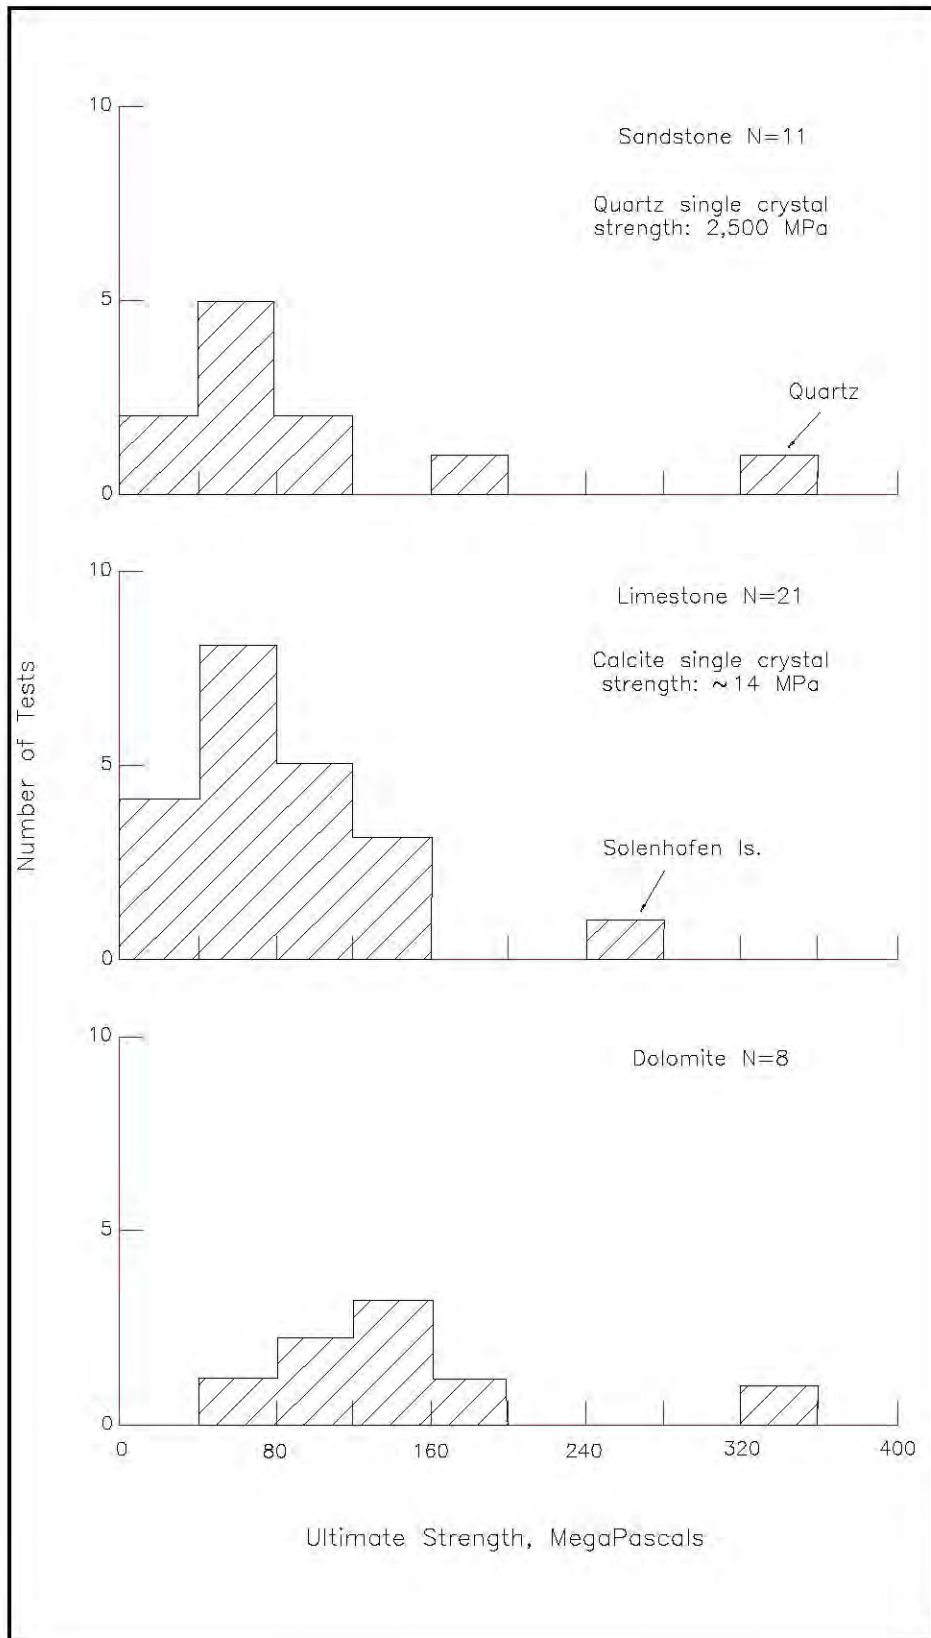 10
Sandstone N=11
Quartz single crystal
strength: 2,500 MPa
5
Quartz
0
10
Limestone N=21
Calcite single crystal
strength: ~14 MPa
Number of Tests
5
Solenhofen ls.
0
10
Dolomite N=8
5
0
0 80 160 240 320 400
Ultimate Strength, MegaPascals